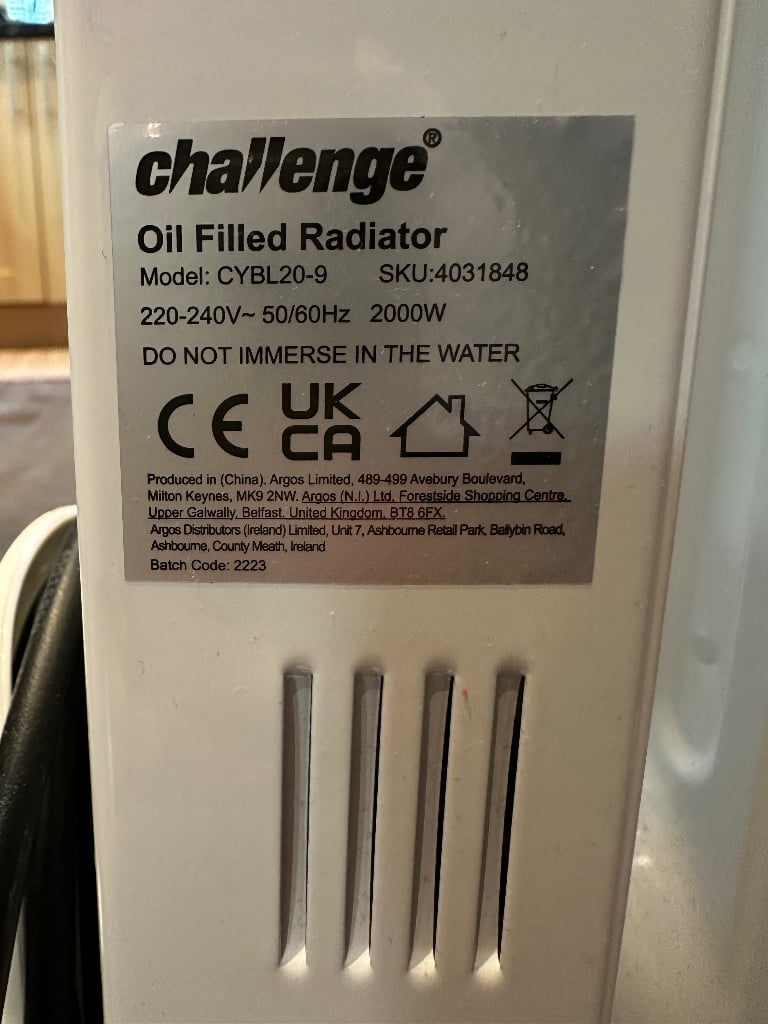 challenge®
Oil Filled Radiator
Model: CYBL20-9 SKU:4031848
220-240V~ 50/60Hz 2000W
DO NOT IMMERSE IN THE WATER
CE UK CA
Produced in (China). Argos Limited, 489-499 Avebury Boulevard,
Milton Keynes, MK9 2NW. Argos (N.I.) Ltd, Forestside Shopping Centre,
Upper Galwally, Belfast, United Kingdom, BT8 6FX.
Argos Distributors (Ireland) Limited, Unit 7, Ashbourne Retail Park, Ballybin Road,
Ashbourne, County Meath, Ireland
Batch Code: 2223